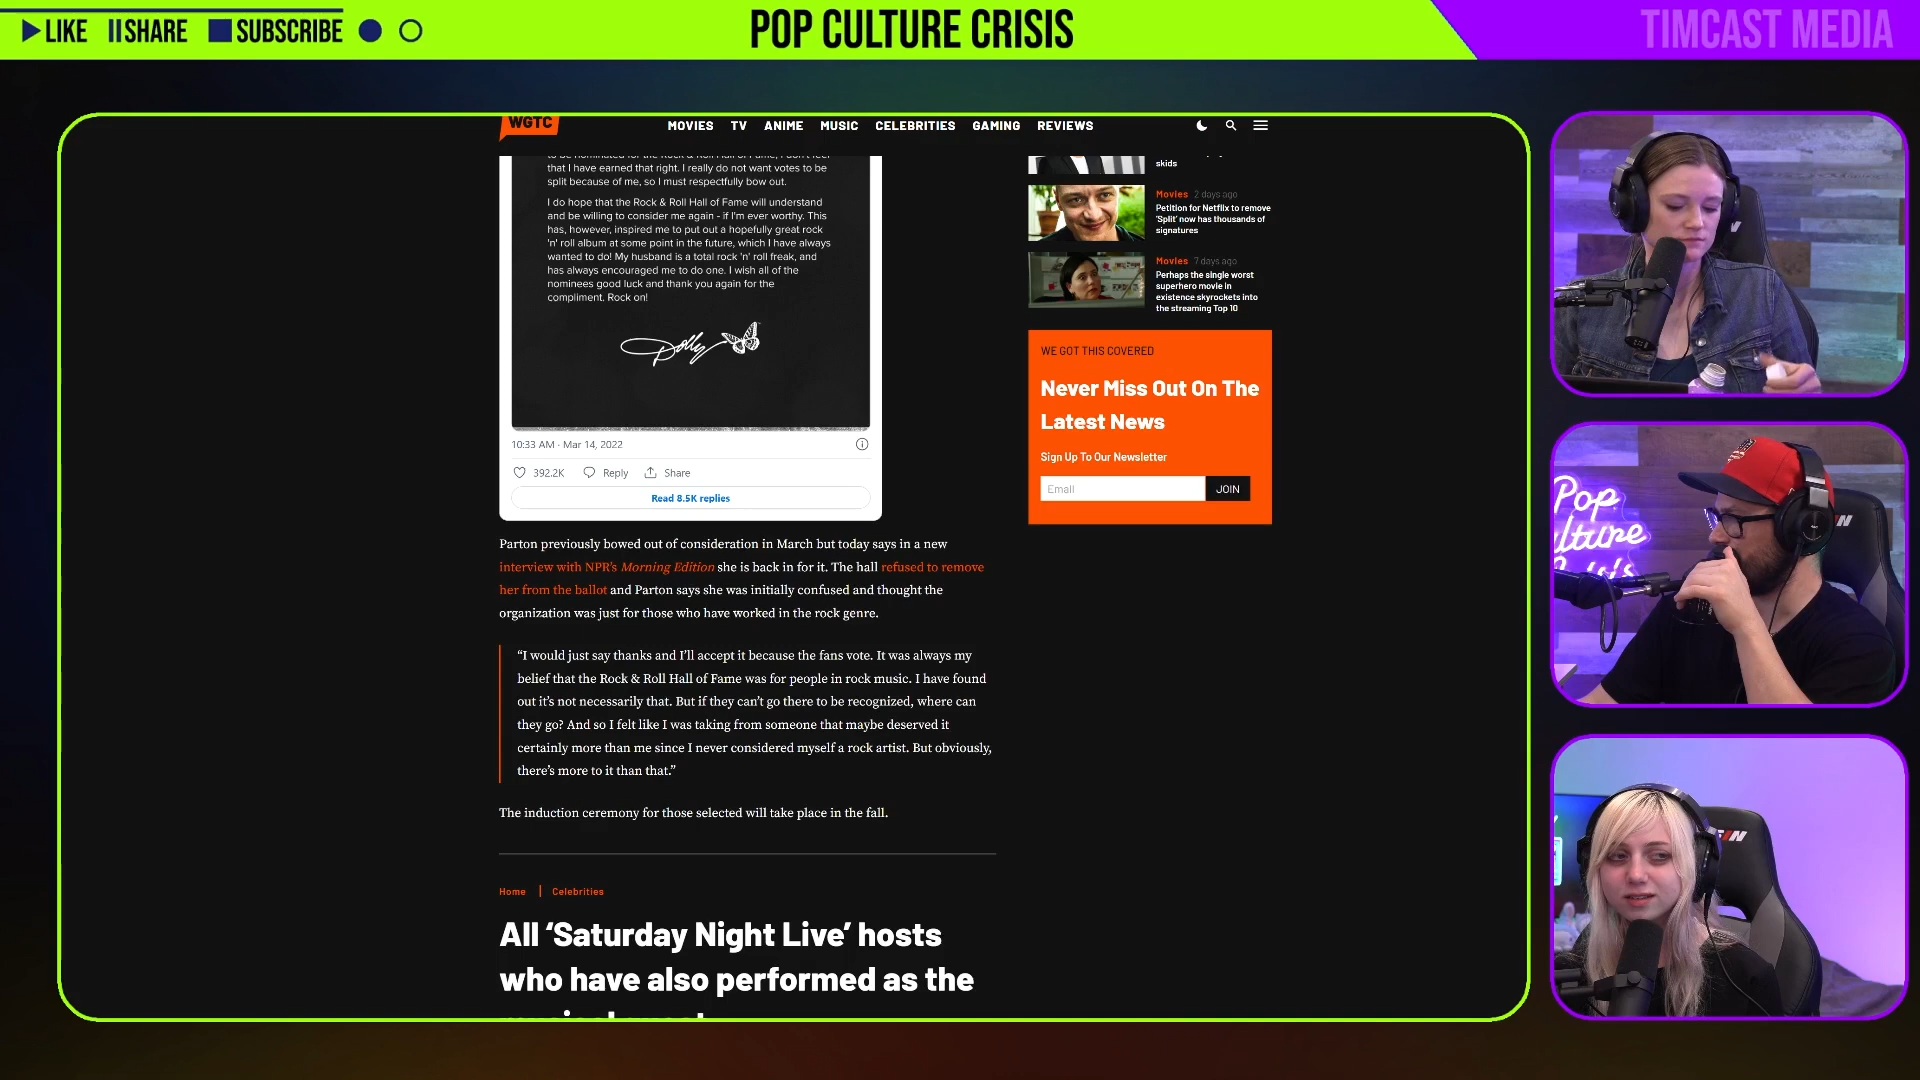 LIKE SHARE SUBSCRIBE
POP CULTURE CRISIS
TIMCAST MEDIA
WGTC
MOVIES TV ANIME MUSIC CELEBRITIES GAMING REVIEWS
to be nominated for the Rock & Roll Hall of Fame, I don't feel
that I have earned that right. I really do not want votes to be
split because of me, so I must respectfully bow out.
I do hope that the Rock & Roll Hall of Fame will understand
and be willing to consider me again - if I'm ever worthy. This
has, however, inspired me to put out a hopefully great rock
'n' roll album at some point in the future, which I have always
wanted to do! My husband is a total rock 'n' roll freak, and
has always encouraged me to do one. I wish all of the
nominees good luck and thank you again for the
compliment. Rock on!
Dolly
10:33 AM · Mar 14, 2022
392.2K Reply Share
Read 8.5K replies
Parton previously bowed out of consideration in March but today says in a new
interview with NPR's Morning Edition she is back in for it. The hall refused to remove
her from the ballot and Parton says she was initially confused and thought the
organization was just for those who have worked in the rock genre.
“I would just say thanks and I’ll accept it because the fans vote. It was always my
belief that the Rock & Roll Hall of Fame was for people in rock music. I have found
out it’s not necessarily that. But if they can’t go there to be recognized, where can
they go? And so I felt like I was taking from someone that maybe deserved it
certainly more than me since I never considered myself a rock artist. But obviously,
there’s more to it than that.”
The induction ceremony for those selected will take place in the fall.
Home | Celebrities
All ‘Saturday Night Live’ hosts
who have also performed as the
musical guest
skids
Movies 2 days ago
Petition for Netflix to remove
‘Split’ now has thousands of
signatures
Movies 7 days ago
Perhaps the single worst
superhero movie in
existence skyrockets into
the streaming Top 10
WE GOT THIS COVERED
Never Miss Out On The
Latest News
Sign Up To Our Newsletter
Email JOIN
Pop